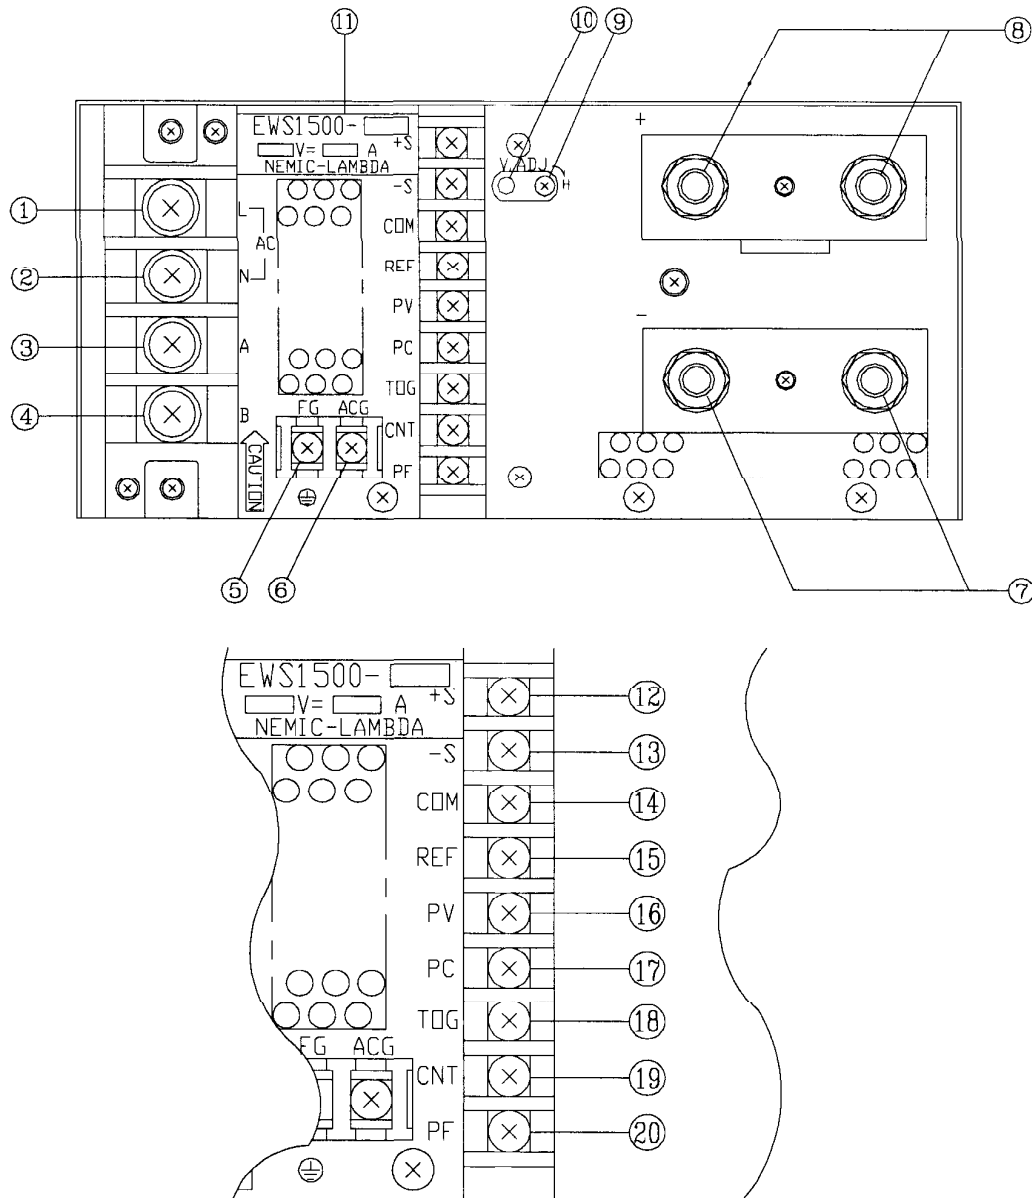 ⑪ ⑩ ⑨ ⑧
EWS1500-
+S
V= A
NEMIC-LAMBDA
V.ADJ
H
+
① L
-S
AC
COM
② N
REF
PV
-
③ A
PC
TOG
④ B
FG ACG
CNT
CAUTION
PF
⑤ ⑥ ⑦
EWS1500-
+S ⑫
V= A
NEMIC-LAMBDA
-S ⑬
COM ⑭
REF ⑮
PV ⑯
PC ⑰
TOG ⑱
FG ACG
CNT ⑲
PF ⑳